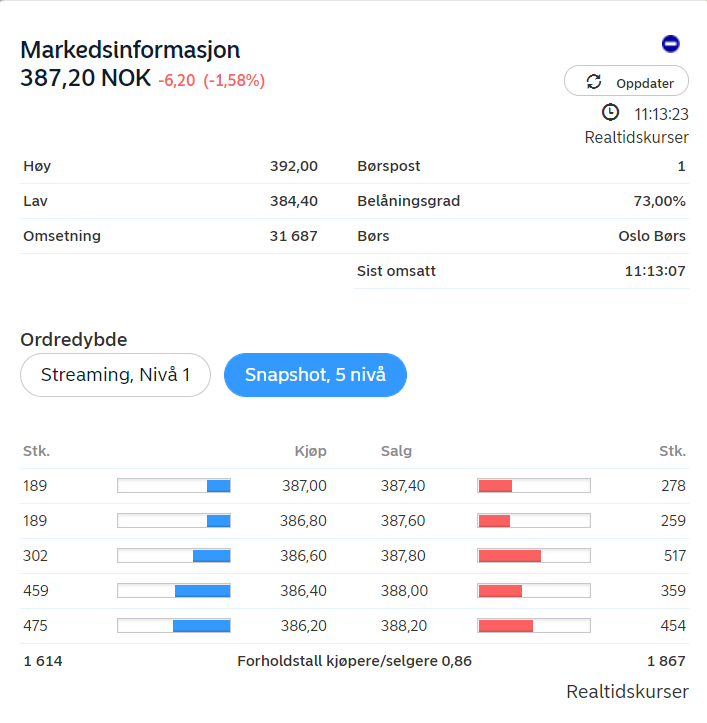 Markedsinformasjon
387,20 NOK -6,20 (-1,58%)
Oppdater
11:13:23
Realtidskurser
Høy 392,00 Børspost 1
Lav 384,40 Belåningsgrad 73,00%
Omsetning 31 687 Børs Oslo Børs
Sist omsatt 11:13:07
Ordredybde
Streaming, Nivå 1 Snapshot, 5 nivå
Stk. Kjøp Salg Stk.
189 387,00 387,40 278
189 386,80 387,60 259
302 386,60 387,80 517
459 386,40 388,00 359
475 386,20 388,20 454
1 614 Forholdstall kjøpere/selgere 0,86 1 867
Realtidskurser